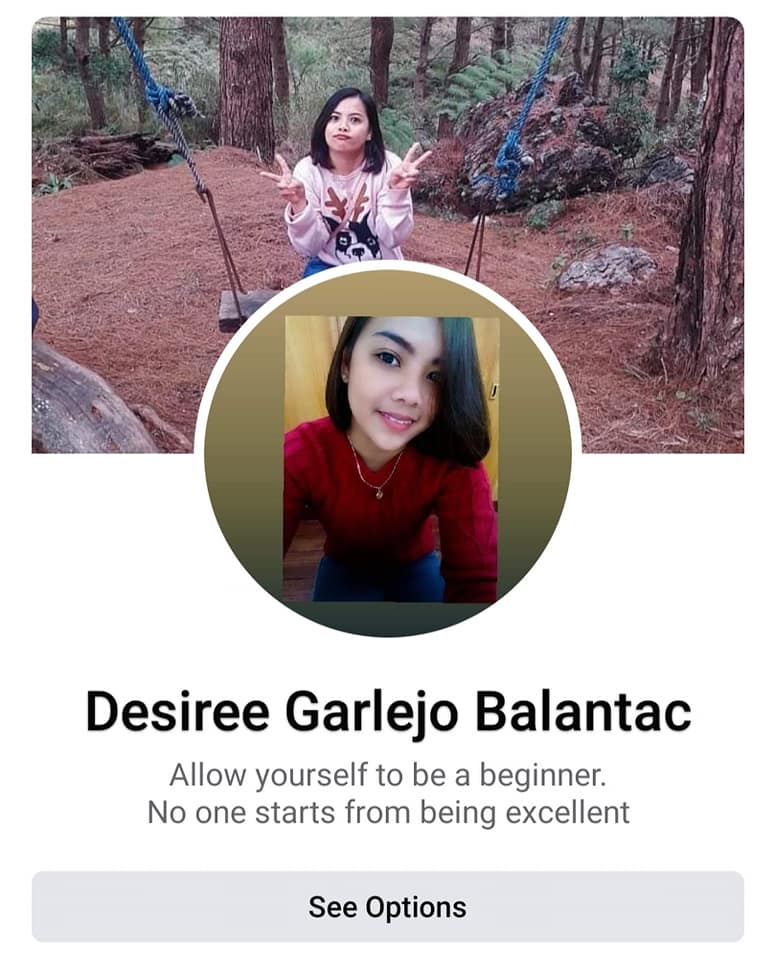 Desiree Garlejo Balantac
Allow yourself to be a beginner.
No one starts from being excellent
See Options